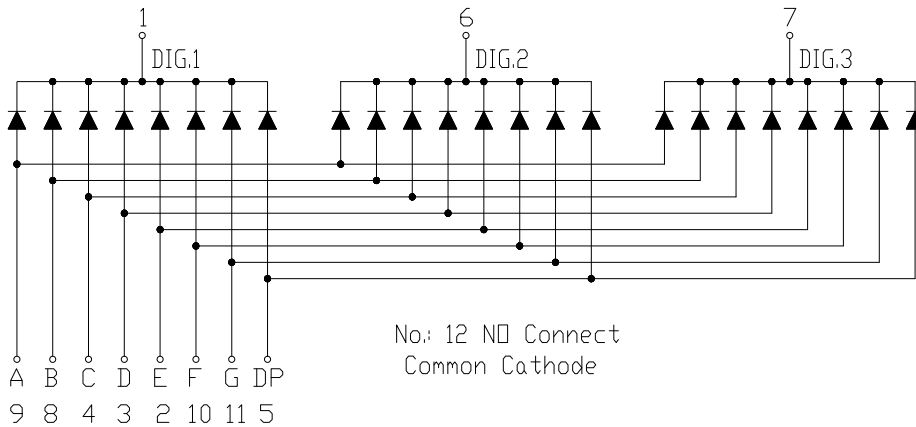 1 6 7
DIG.1 DIG.2 DIG.3
No.: 12 NO Connect
Common Cathode
A B C D E F G DP
9 8 4 3 2 10 11 5